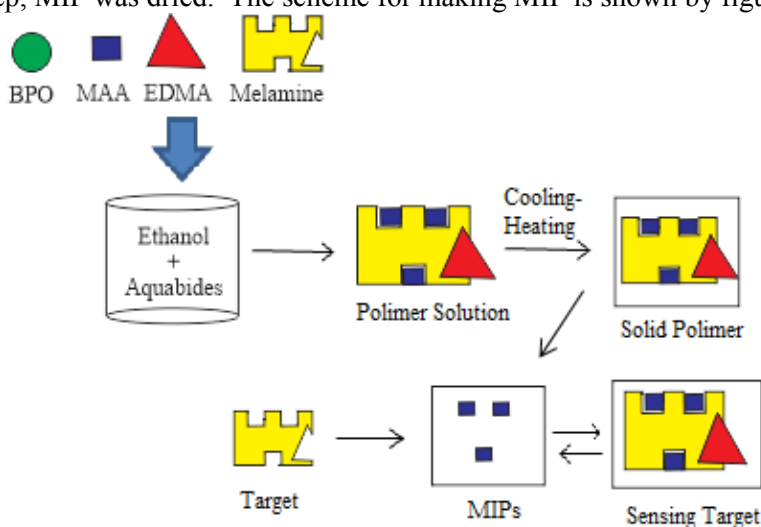 ep, MIP was dried. The scheme for making MIP is shown by figu
BPO MAA EDMA Melamine
Ethanol
+
Aquabides
Cooling-
Heating
Polimer Solution
Solid Polimer
Target
MIPs
Sensing Target